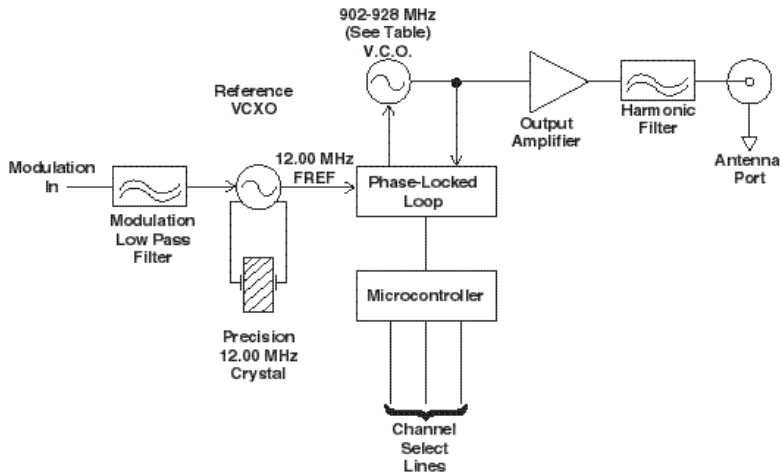 902-928 MHz
(See Table)
V.C.O.
Reference
VCXO
Output
Amplifier
Harmonic
Filter
Antenna
Port
Modulation
In
12.00 MHz
FREF
Phase-Locked
Loop
Modulation
Low Pass
Filter
Microcontroller
Precision
12.00 MHz
Crystal
Channel
Select
Lines